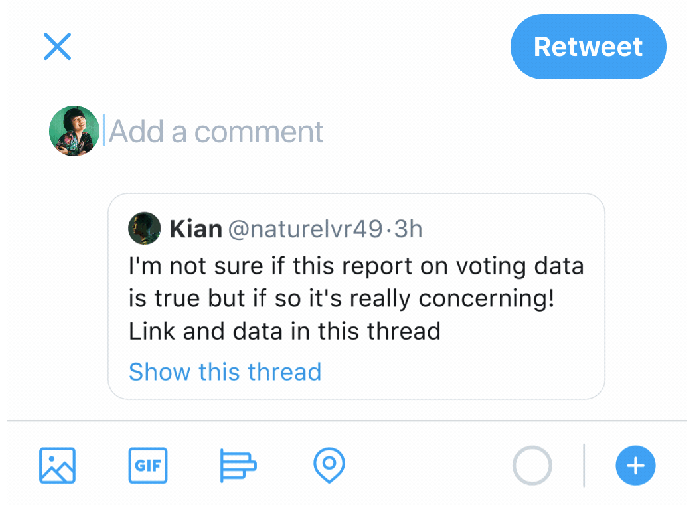 Retweet
Add a comment
Kian @naturelvr49·3h
I'm not sure if this report on voting data
is true but if so it's really concerning!
Link and data in this thread
Show this thread
GIF